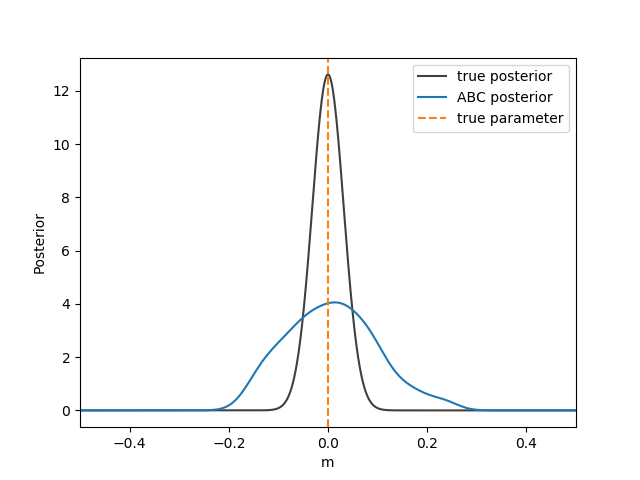 true posterior
ABC posterior
true parameter
12
10
8
6
4
2
0
Posterior
−0.4
−0.2
0.0
0.2
0.4
m